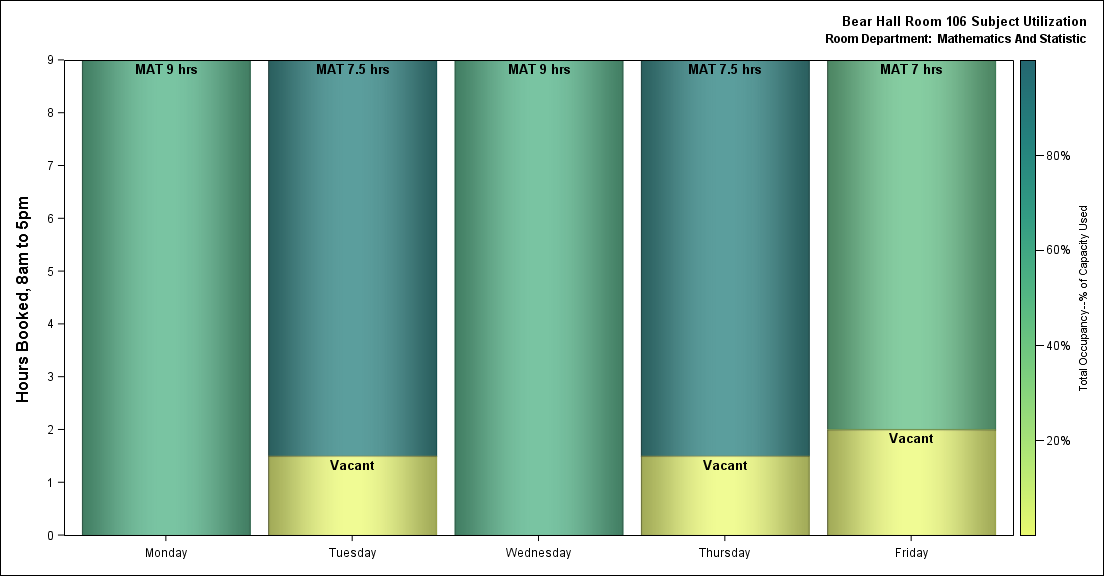 Bear Hall Room 106 Subject Utilization
Room Department: Mathematics And Statistic
Hours Booked, 8am to 5pm
9
8
7
6
5
4
3
2
1
0
MAT 9 hrs
MAT 7.5 hrs
MAT 9 hrs
MAT 7.5 hrs
MAT 7 hrs
Vacant
Vacant
Vacant
Monday
Tuesday
Wednesday
Thursday
Friday
80%
60%
40%
20%
Total Occupancy--% of Capacity Used